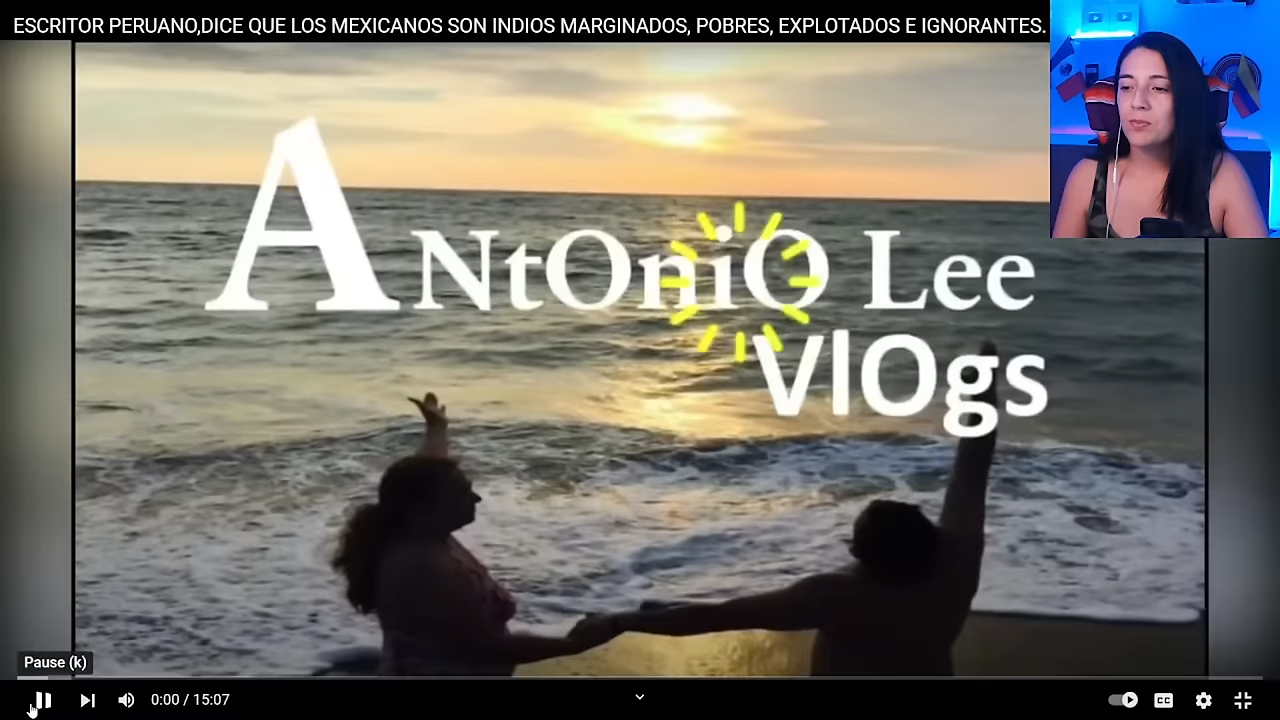 ESCRITOR PERUANO,DICE QUE LOS MEXICANOS SON INDIOS MARGINADOS, POBRES, EXPLOTADOS E IGNORANTES.
ANtOniO Lee
VlOgs
Pause (k)
0:00 / 15:07
CC